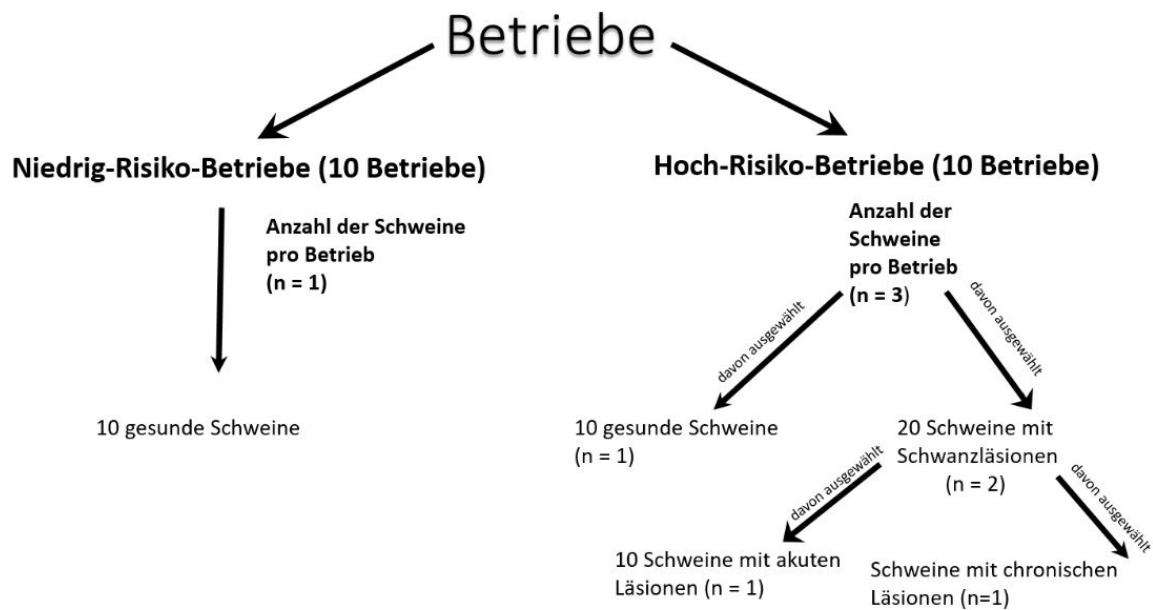 Betriebe
Niedrig-Risiko-Betriebe (10 Betriebe)
Anzahl der Schweine
pro Betrieb
(n = 1)
10 gesunde Schweine
Hoch-Risiko-Betriebe (10 Betriebe)
Anzahl der
Schweine
pro Betrieb
(n = 3)
davon ausgewählt
davon ausgewählt
10 gesunde Schweine
(n = 1)
20 Schweine mit
Schwanzläsionen
(n = 2)
davon ausgewählt
davon ausgewählt
10 Schweine mit akuten
Läsionen (n = 1)
Schweine mit chronischen
Läsionen (n=1)